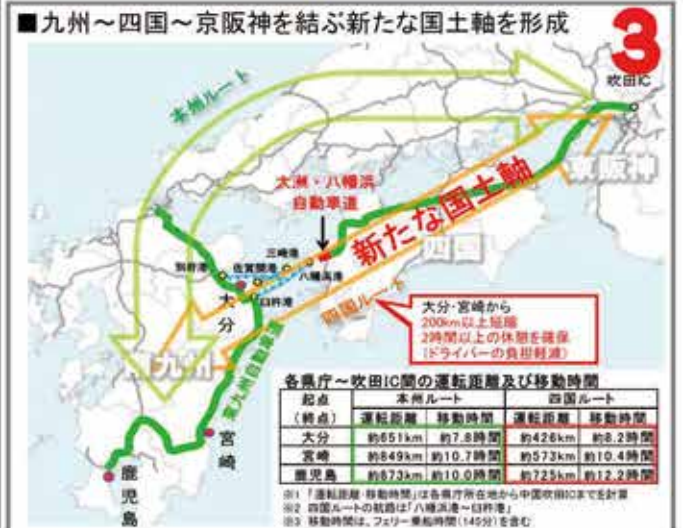 ■九州～四国～京阪神を結ぶ新たな国土軸を形成
3
吹田IC
本州ルート
京阪神
大洲・八幡浜
自動車道
新たな国土軸
四国
三崎港
別府港
佐賀関港
八幡浜港
大分
臼杵港
四国ルート
大分・宮崎から
200km以上短縮
2時間以上の休憩を確保
(ドライバーの負担軽減)
東九州
東九州自動車道
宮崎
鹿児島
各県庁～吹田IC間の運転距離及び移動時間
起点 本州ルート 四国ルート
(終点) 運転距離 移動時間 運転距離 移動時間
大分 約651km 約7.8時間 約426km 約8.2時間
宮崎 約849km 約10.7時間 約573km 約10.4時間
鹿児島 約873km 約10.0時間 約725km 約12.2時間
※1 「運転距離・移動時間」は各県庁所在地から中国吹田ICまでを計算
※2 四国ルートの航路は「八幡浜港～臼杵港」
※3 移動時間は、フェリー乗船時間(145分)を含む